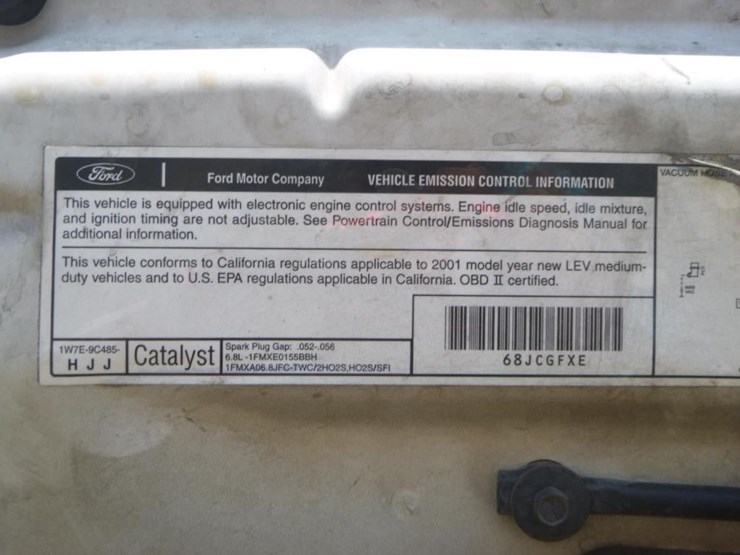 Ford
Ford Motor Company
VEHICLE EMISSION CONTROL INFORMATION
VACUUM HOSE
This vehicle is equipped with electronic engine control systems. Engine idle speed, idle mixture,
and ignition timing are not adjustable. See Powertrain Control/Emissions Diagnosis Manual for
additional information.
This vehicle conforms to California regulations applicable to 2001 model year new LEV medium-
duty vehicles and to U.S. EPA regulations applicable in California. OBD II certified.
1W7E-9C485-
H J J
Catalyst
Spark Plug Gap: .052-.056
6.8L-1FMXE0155BBH
1FMXA06.8JFC-TWC/2HO2S,HO2S/SFI
68JCGFXE